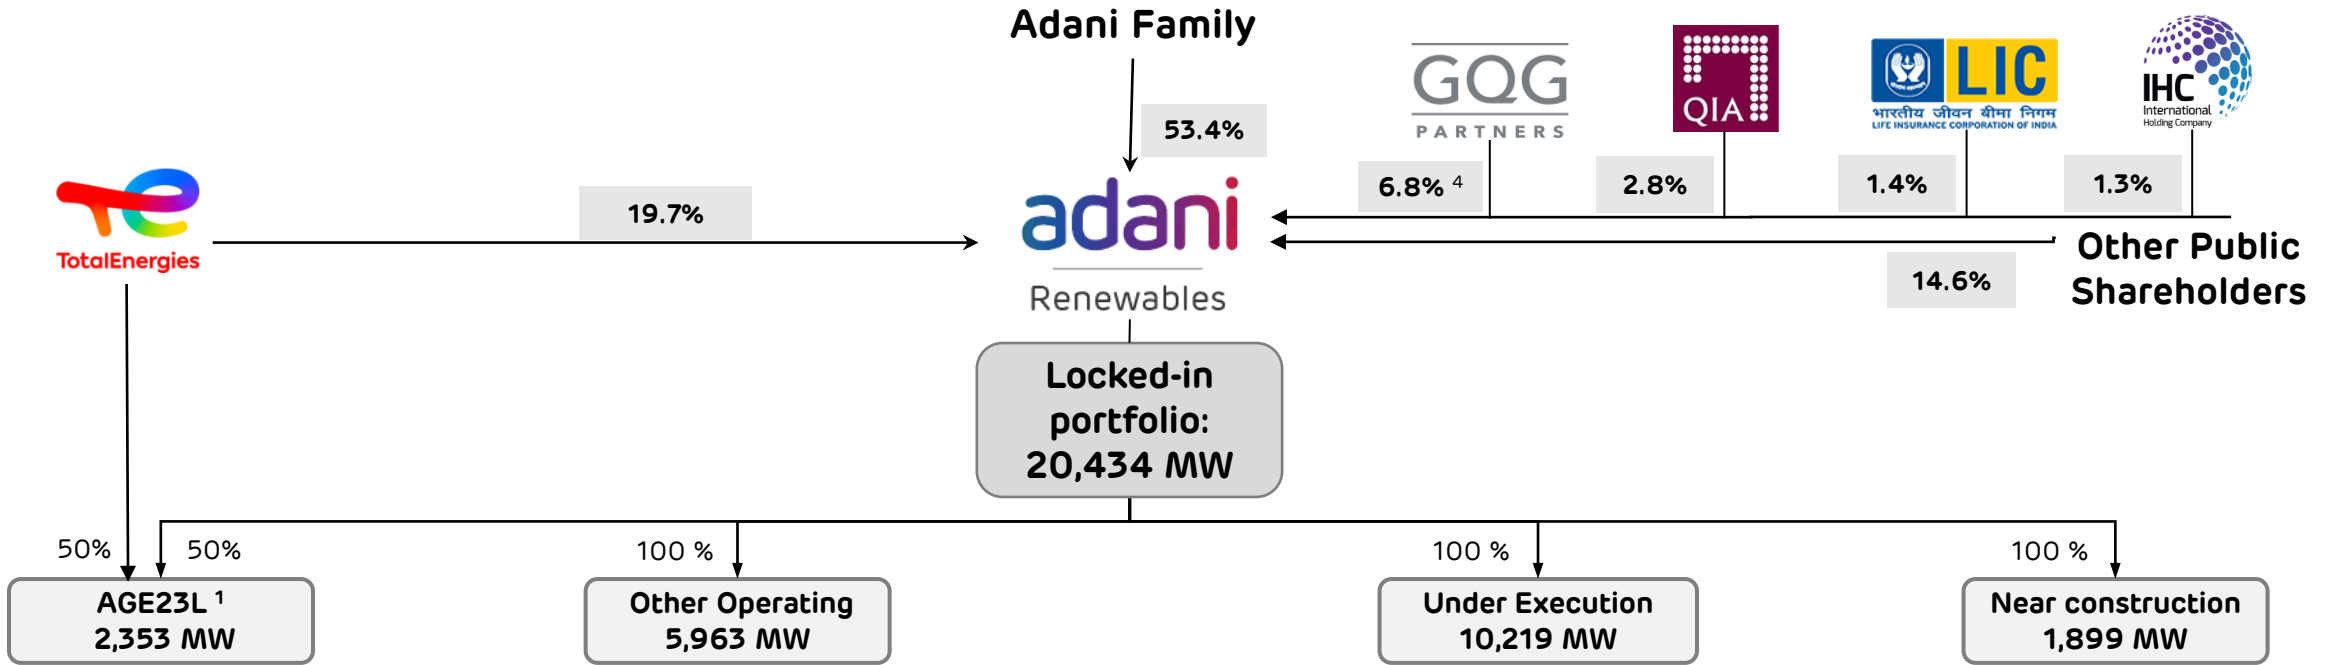 Adani Family
53.4%
GQG
PARTNERS
QIA
LIC
भारतीय जीवन बीमा निगम
LIFE INSURANCE CORPORATION OF INDIA
IHC
International
Holding Company
6.8% 4
2.8%
1.4%
1.3%
TotalEnergies
19.7%
adani
Renewables
Other Public
Shareholders
14.6%
Locked-in
portfolio:
20,434 MW
50%
50%
100 %
100 %
100 %
AGE23L 1
2,353 MW
Other Operating
5,963 MW
Under Execution
10,219 MW
Near construction
1,899 MW